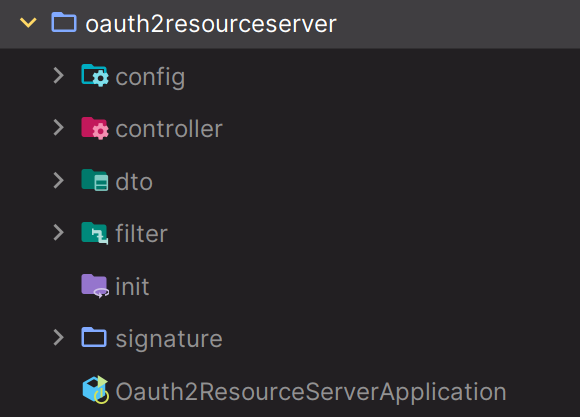 oauth2resourceserver
config
controller
dto
filter
init
signature
Oauth2ResourceServerApplication